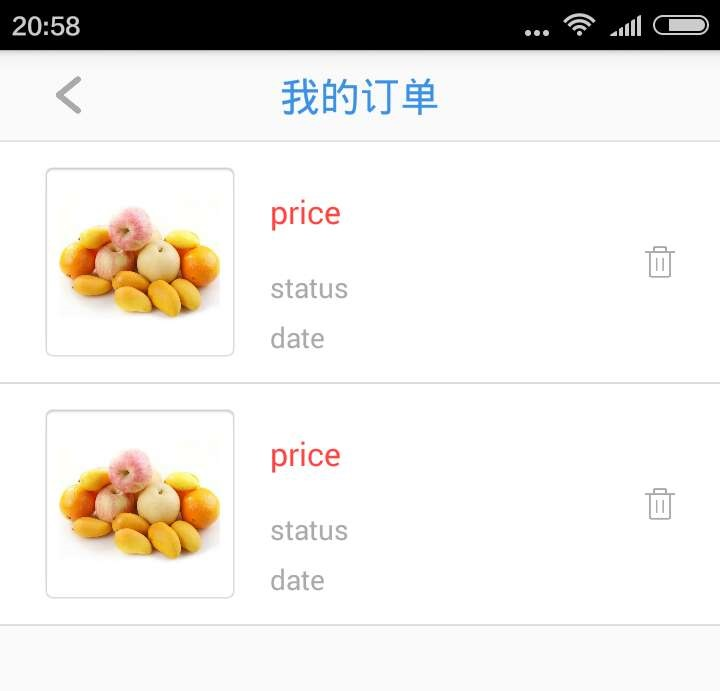 20:58
我的订单
price
status
date
price
status
date